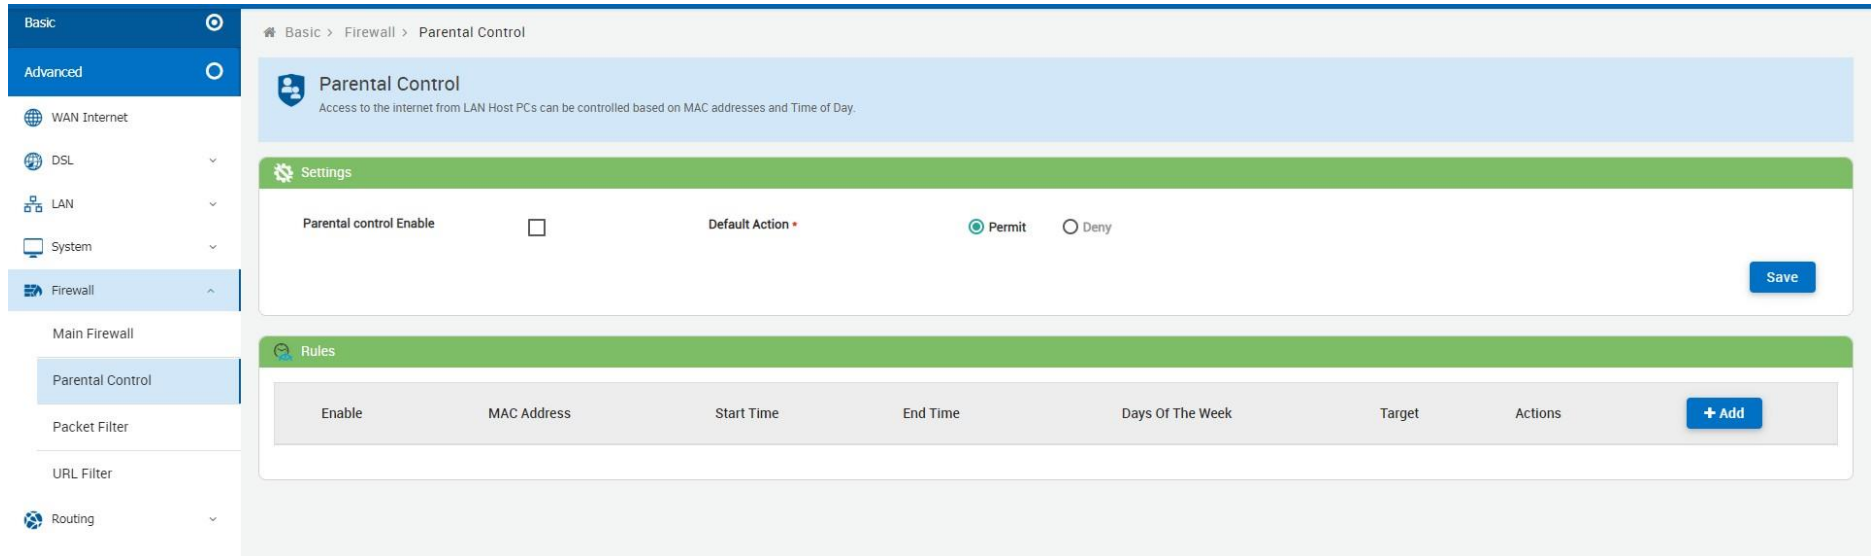 Basic
Advanced
WAN Internet
DSL
LAN
System
Firewall
Main Firewall
Parental Control
Packet Filter
URL Filter
Routing
Basic > Firewall > Parental Control
Parental Control
Access to the internet from LAN Host PCs can be controlled based on MAC addresses and Time of Day.
Settings
Parental control Enable Default Action • Permit Deny
Save
Rules
Enable MAC Address Start Time End Time Days Of The Week Target Actions + Add